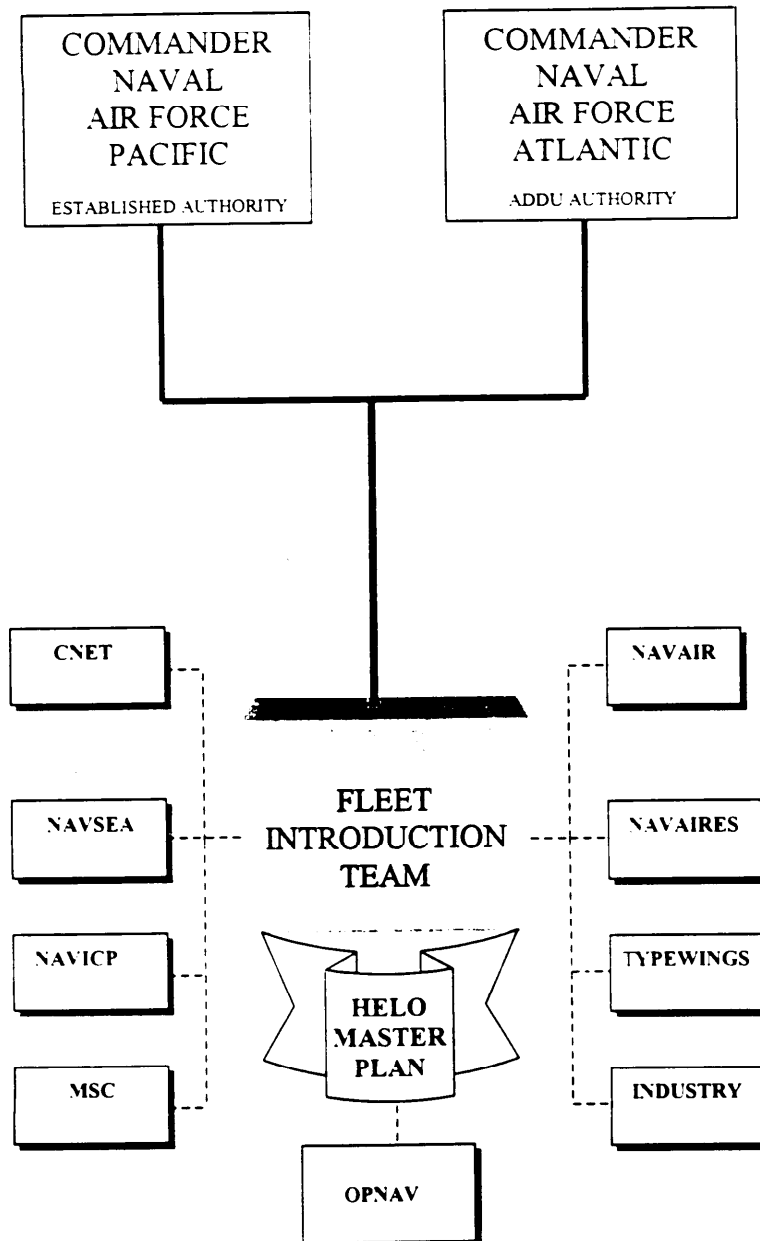 COMMANDER
NAVAL
AIR FORCE
PACIFIC
ESTABLISHED AUTHORITY
COMMANDER
NAVAL
AIR FORCE
ATLANTIC
ADDU AUTHORITY
CNET
NAVSEA
NAVICP
MSC
FLEET
INTRODUCTION
TEAM
HELO
MASTER
PLAN
OPNAV
NAVAIR
NAVAIRES
TYPEWINGS
INDUSTRY